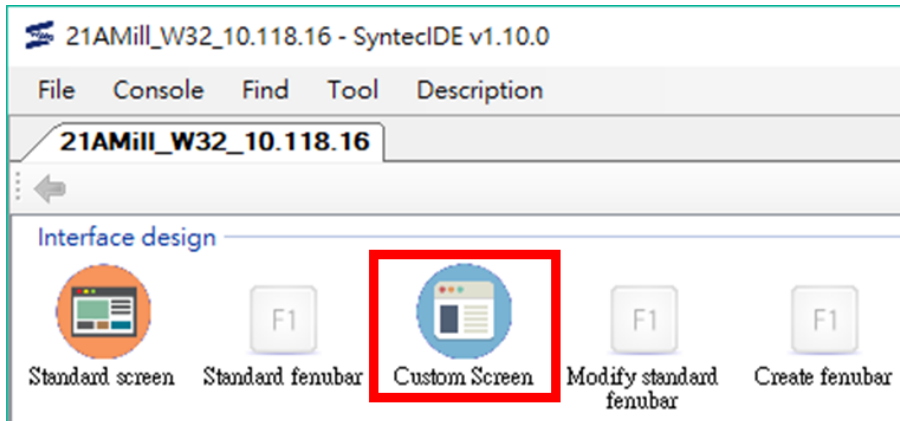 21AMill_W32_10.118.16 - SyntecIDE v1.10.0
File Console Find Tool Description
21AMill_W32_10.118.16
Interface design
F1 F1 F1
Standard screen Standard fenubar Custom Screen Modify standard fenubar Create fenubar